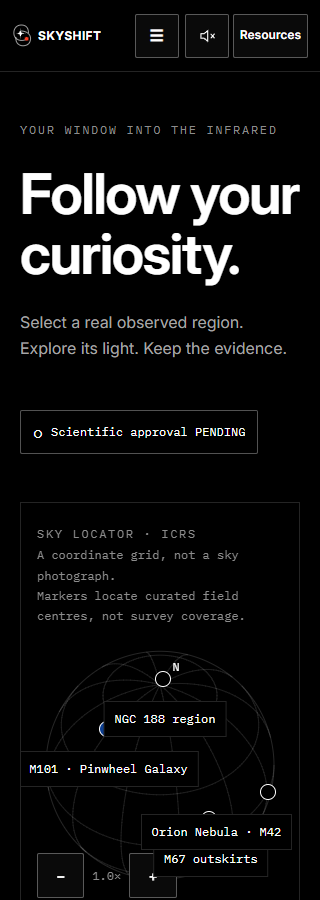 SKYSHIFT
Resources
YOUR WINDOW INTO THE INFRARED
Follow your
curiosity.
Select a real observed region.
Explore its light. Keep the evidence.
Scientific approval PENDING
SKY LOCATOR · ICRS
A coordinate grid, not a sky
photograph.
Markers locate curated field
centres, not survey coverage.
N
NGC 188 region
M101 · Pinwheel Galaxy
Orion Nebula · M42
M67 outskirts
− 1.0× +